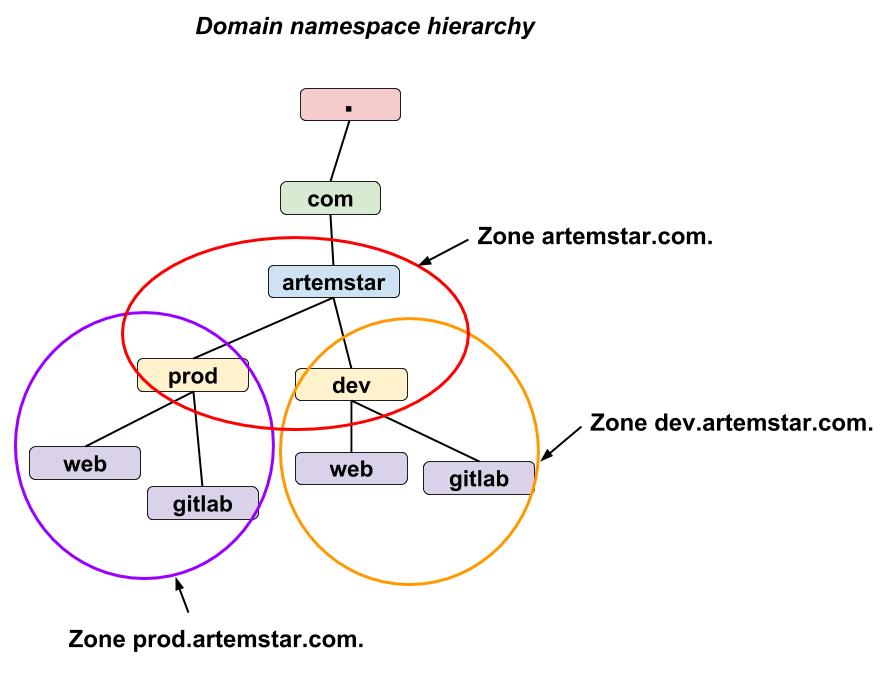 Domain namespace hierarchy
.
com
Zone artemstar.com.
artemstar
prod
dev
Zone dev.artemstar.com.
web
web
gitlab
gitlab
Zone prod.artemstar.com.